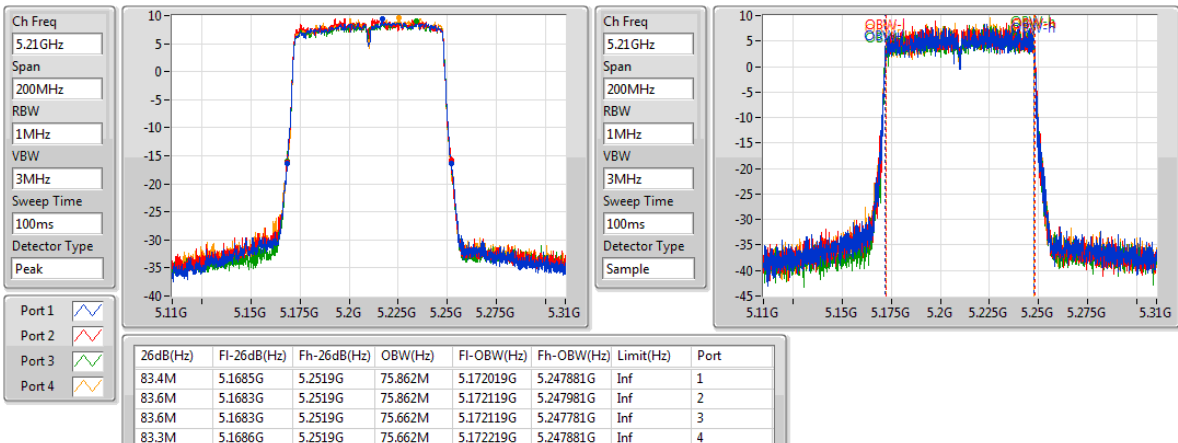 Ch Freq
5.21GHz
Span
200MHz
RBW
1MHz
VBW
3MHz
Sweep Time
100ms
Detector Type
Peak
10
5
0
-5
-10
-15
-20
-25
-30
-35
-40
5.11G 5.15G 5.175G 5.2G 5.225G 5.25G 5.275G 5.31G
Ch Freq
5.21GHz
Span
200MHz
RBW
1MHz
VBW
3MHz
Sweep Time
100ms
Detector Type
Sample
10
5
0
-5
-10
-15
-20
-25
-30
-35
-40
-45
OBW-l OBW-h
5.11G 5.15G 5.175G 5.2G 5.225G 5.25G 5.275G 5.31G
Port 1
Port 2
Port 3
Port 4
26dB(Hz) Fl-26dB(Hz) Fh-26dB(Hz) OBW(Hz) Fl-OBW(Hz) Fh-OBW(Hz) Limit(Hz) Port
83.4M 5.1685G 5.2519G 75.862M 5.172019G 5.247881G Inf 1
83.6M 5.1683G 5.2519G 75.862M 5.172119G 5.247981G Inf 2
83.6M 5.1683G 5.2519G 75.662M 5.172119G 5.247781G Inf 3
83.3M 5.1686G 5.2519G 75.662M 5.172219G 5.247881G Inf 4